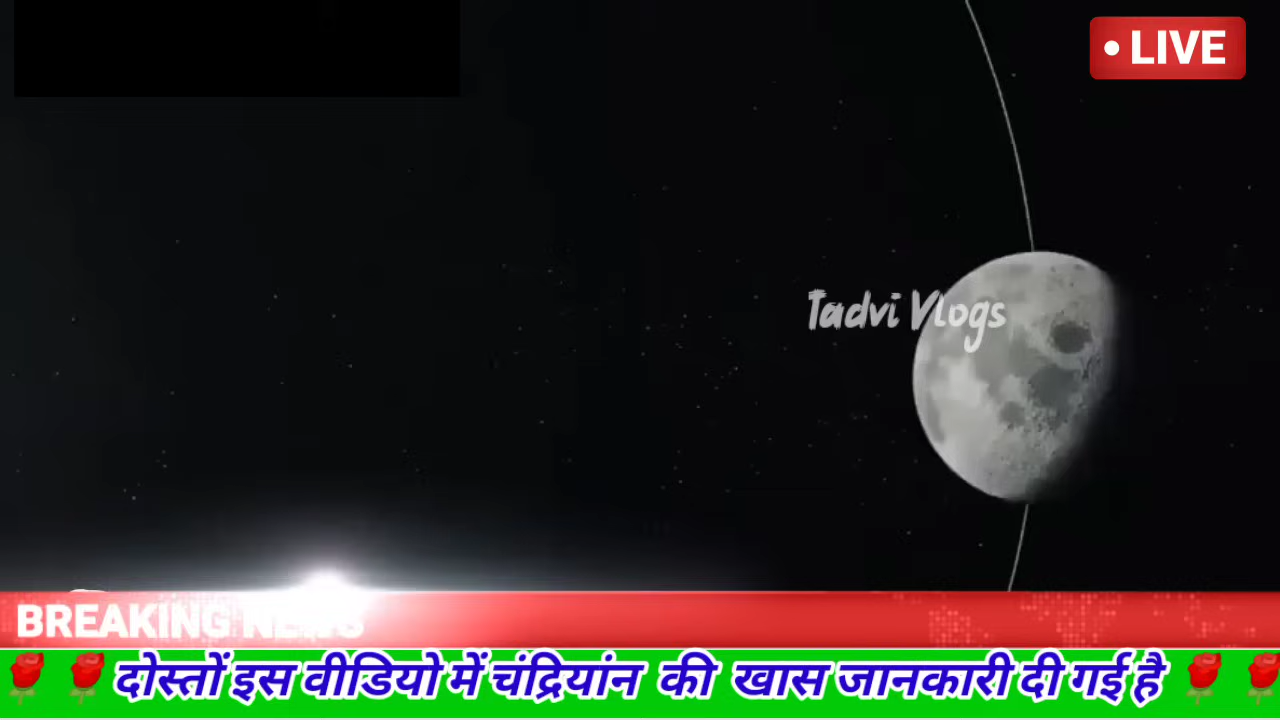 • LIVE
Tadvi Vlogs
BREAKING NEWS
दोस्तों इस वीडियो में चंद्रियांन की खास जानकारी दी गई है